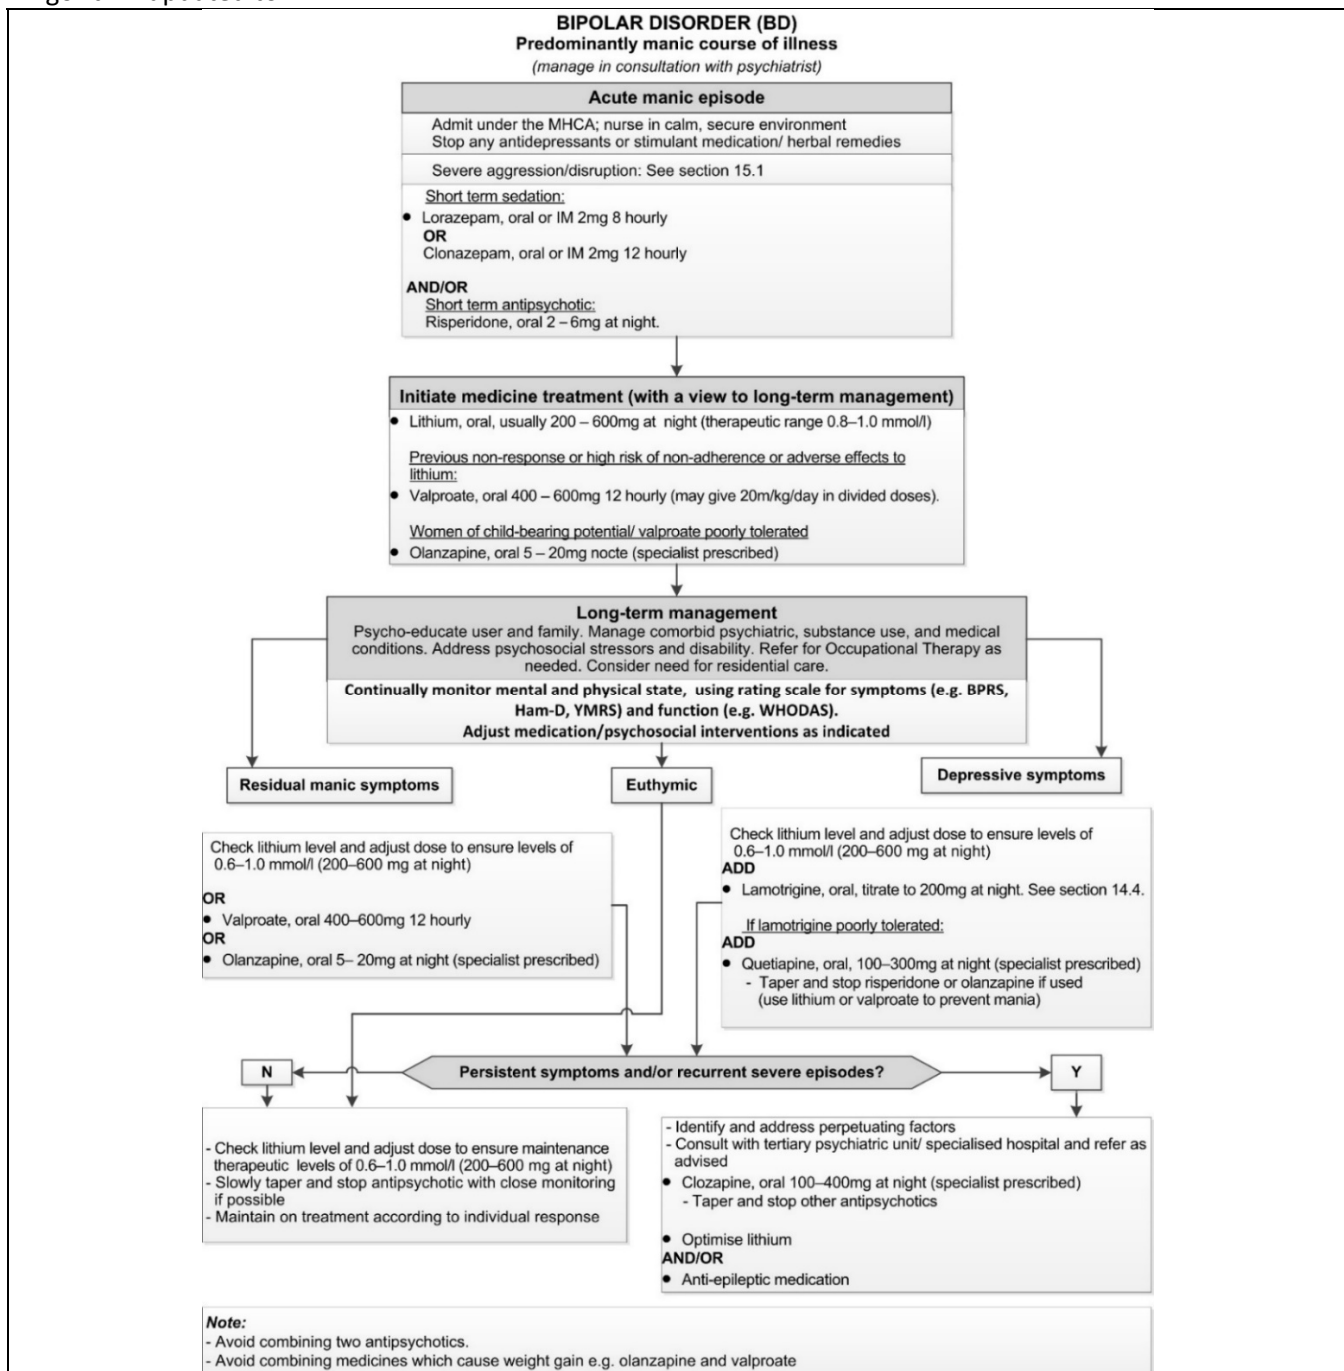 BIPOLAR DISORDER (BD)
Predominantly manic course of illness
(manage in consultation with psychiatrist)
Acute manic episode
Admit under the MHCA; nurse in calm, secure environment
Stop any antidepressants or stimulant medication/ herbal remedies
Severe aggression/disruption: See section 15.1
Short term sedation:
● Lorazepam, oral or IM 2mg 8 hourly
OR
Clonazepam, oral or IM 2mg 12 hourly
AND/OR
Short term antipsychotic:
Risperidone, oral 2 – 6mg at night.
Initiate medicine treatment (with a view to long-term management)
● Lithium, oral, usually 200 – 600mg at night (therapeutic range 0.8–1.0 mmol/l)
Previous non-response or high risk of non-adherence or adverse effects to
lithium:
● Valproate, oral 400 – 600mg 12 hourly (may give 20m/kg/day in divided doses).
Women of child-bearing potential/ valproate poorly tolerated
● Olanzapine, oral 5 – 20mg nocte (specialist prescribed)
Long-term management
Psycho-educate user and family. Manage comorbid psychiatric, substance use, and medical
conditions. Address psychosocial stressors and disability. Refer for Occupational Therapy as
needed. Consider need for residential care.
Continually monitor mental and physical state, using rating scale for symptoms (e.g. BPRS,
Ham-D, YMRS) and function (e.g. WHODAS).
Adjust medication/psychosocial interventions as indicated
Residual manic symptoms
Euthymic
Depressive symptoms
Check lithium level and adjust dose to ensure levels of
0.6–1.0 mmol/l (200–600 mg at night)
OR
● Valproate, oral 400–600mg 12 hourly
OR
● Olanzapine, oral 5– 20mg at night (specialist prescribed)
Check lithium level and adjust dose to ensure levels of
0.6–1.0 mmol/l (200–600 mg at night)
ADD
● Lamotrigine, oral, titrate to 200mg at night. See section 14.4.
If lamotrigine poorly tolerated:
ADD
● Quetiapine, oral, 100–300mg at night (specialist prescribed)
- Taper and stop risperidone or olanzapine if used
(use lithium or valproate to prevent mania)
N
Persistent symptoms and/or recurrent severe episodes?
Y
- Check lithium level and adjust dose to ensure maintenance
therapeutic levels of 0.6–1.0 mmol/l (200–600 mg at night)
- Slowly taper and stop antipsychotic with close monitoring
if possible
- Maintain on treatment according to individual response
- Identify and address perpetuating factors
- Consult with tertiary psychiatric unit/ specialised hospital and refer as
advised
● Clozapine, oral 100–400mg at night (specialist prescribed)
- Taper and stop other antipsychotics
● Optimise lithium
AND/OR
● Anti-epileptic medication
Note:
- Avoid combining two antipsychotics.
- Avoid combining medicines which cause weight gain e.g. olanzapine and valproate